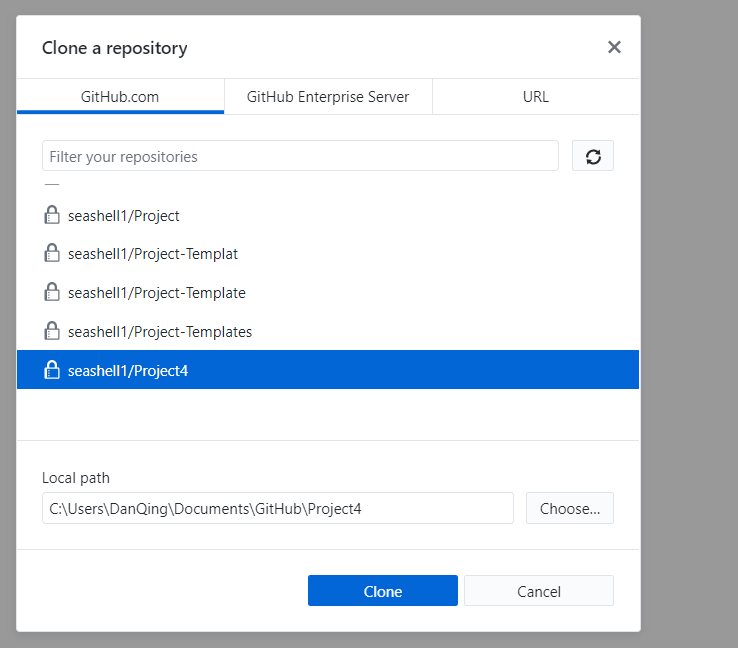 Clone a repository
GitHub.com
GitHub Enterprise Server
URL
Filter your repositories
seashell1/Project
seashell1/Project-Templat
seashell1/Project-Template
seashell1/Project-Templates
seashell1/Project4
Local path
C:\Users\DanQing\Documents\GitHub\Project4
Choose...
Clone
Cancel